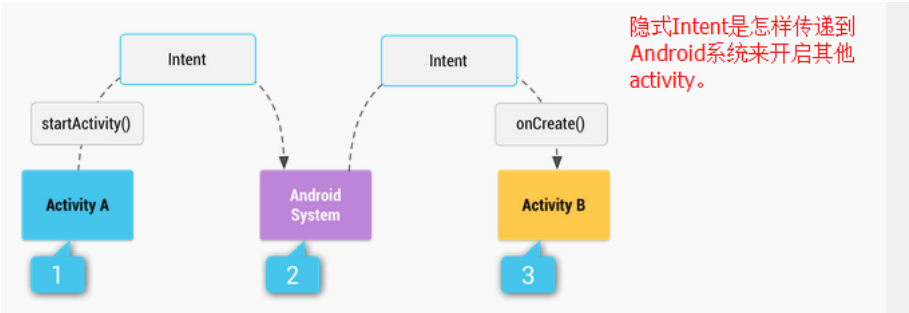 隐式Intent是怎样传递到
Android系统来开启其他
activity。
Intent
Intent
startActivity()
onCreate()
Activity A
Android
System
Activity B
1
2
3